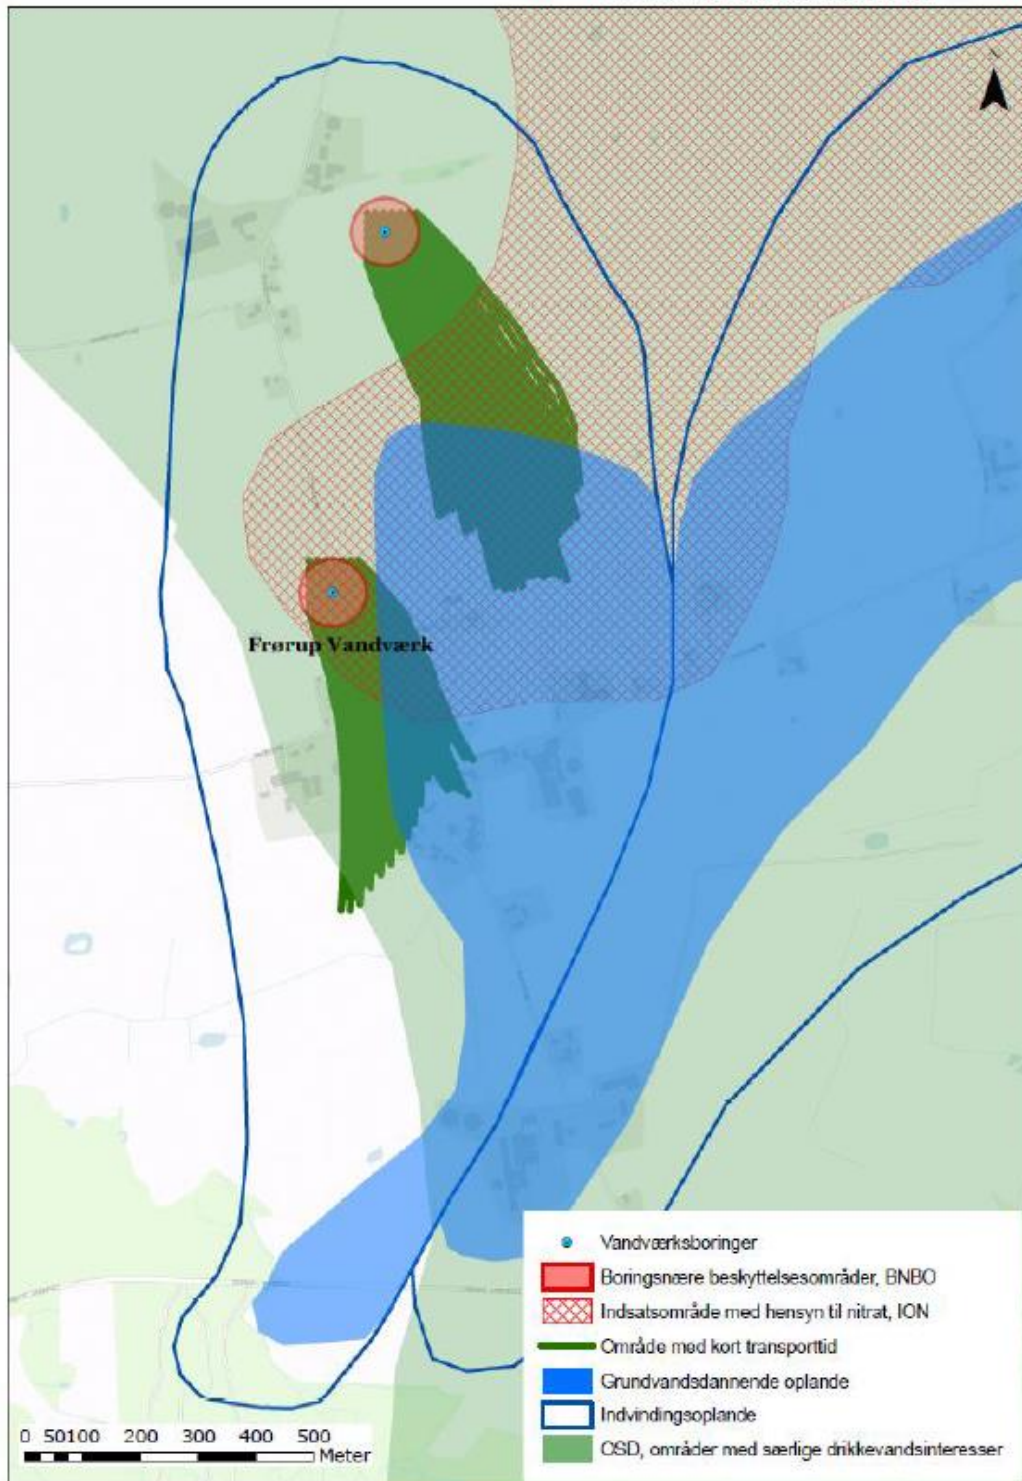 Frørup Vandværk
Vandværksboringer
Boringsnære beskyttelsesområder, BNBO
Indsatsområde med hensyn til nitrat, ION
Område med kort transporttid
Grundvandsdannende oplande
Indvindingsoplande
OSD, områder med særlige drikkevandsinteresser
0 50100 200 300 400 500
Meter